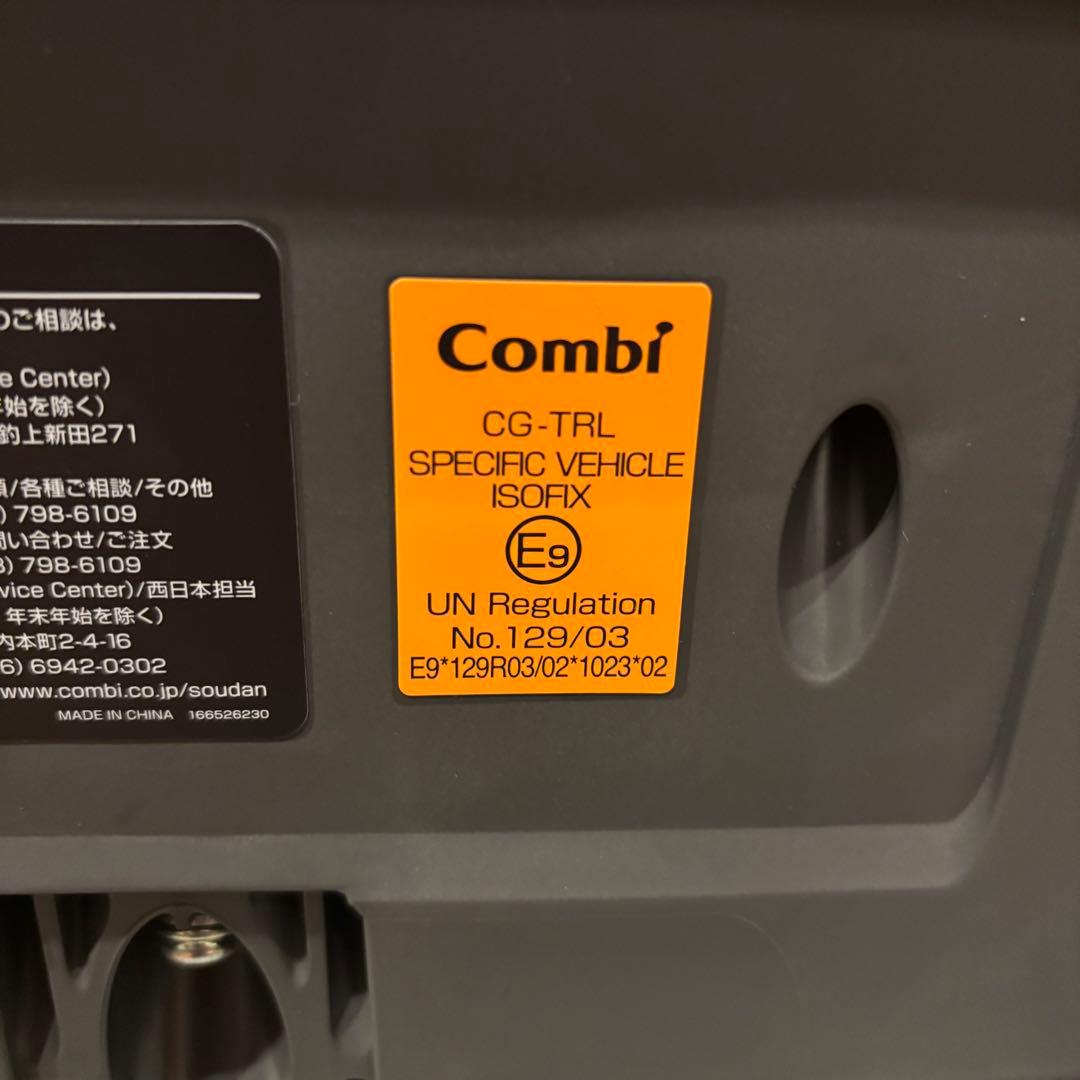 のご相談は、
e Center)
年始を除く)
釣上新田271
/各種ご相談/その他
) 798-6109
問い合わせ/ご注文
) 798-6109
vice Center)/西日本担当
年末年始を除く)
内本町2-4-16
6) 6942-0302
www.combi.co.jp/soudan
MADE IN CHINA 166526230
Combi
CG-TRL
SPECIFIC VEHICLE
ISOFIX
E9
UN Regulation
No.129/03
E9*129R03/02*1023*02